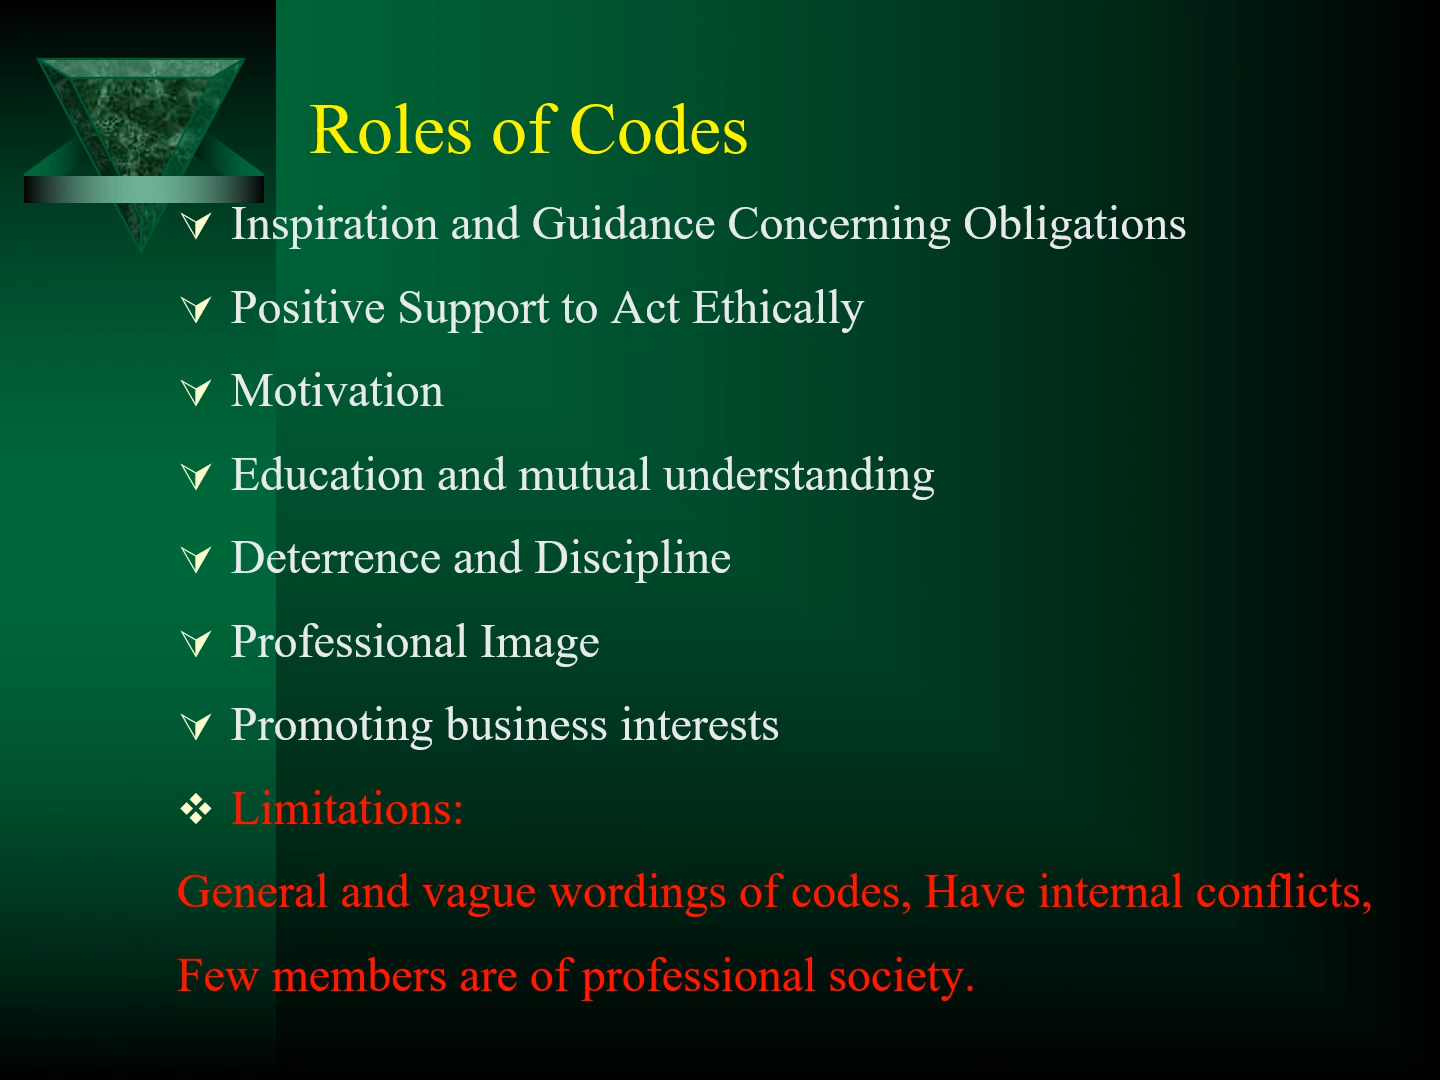 Roles of Codes
Inspiration and Guidance Concerning Obligations
Positive Support to Act Ethically
Motivation
Education and mutual understanding
Deterrence and Discipline
Professional Image
Promoting business interests
Limitations:
General and vague wordings of codes, Have internal conflicts,
Few members are of professional society.